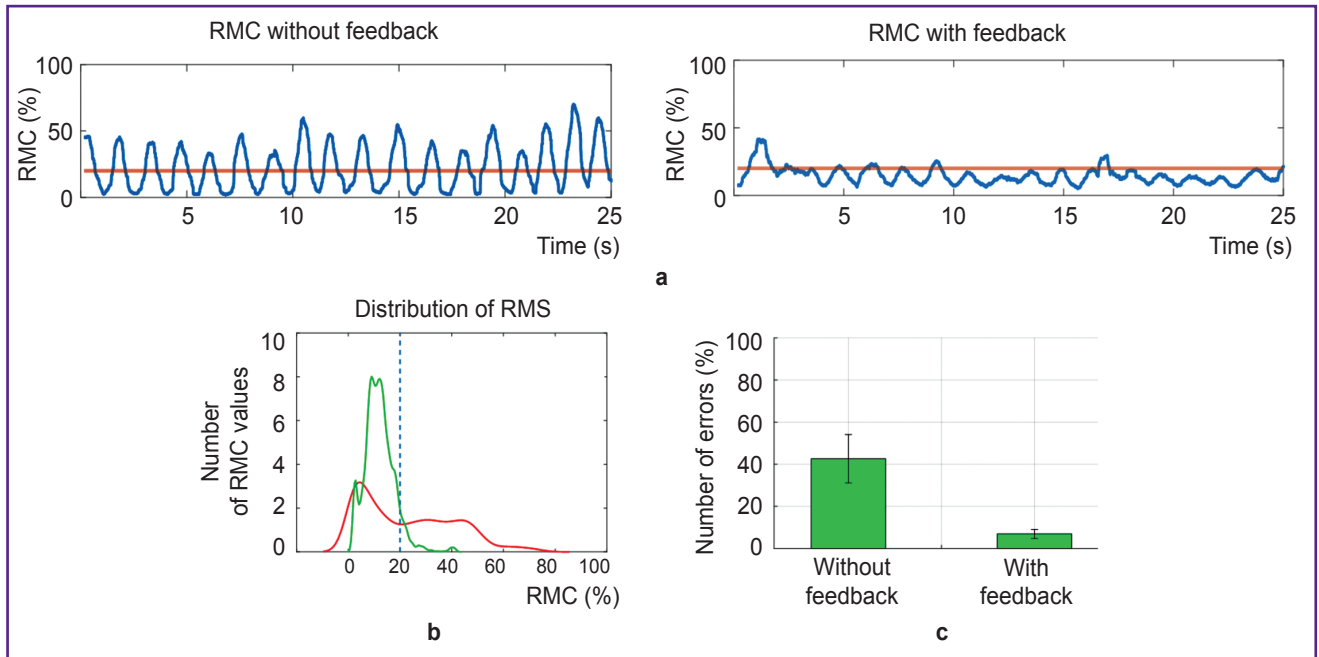 RMC without feedback
RMC (%)
100
50
0
5
10
15
20
25
Time (s)
RMC with feedback
RMC (%)
100
50
0
5
10
15
20
25
Time (s)
a
Distribution of RMS
Number
of RMC values
10
8
6
4
2
0
0
20
40
60
80
100
RMC (%)
b
Number of errors (%)
100
80
60
40
20
0
Without
feedback
With
feedback
c